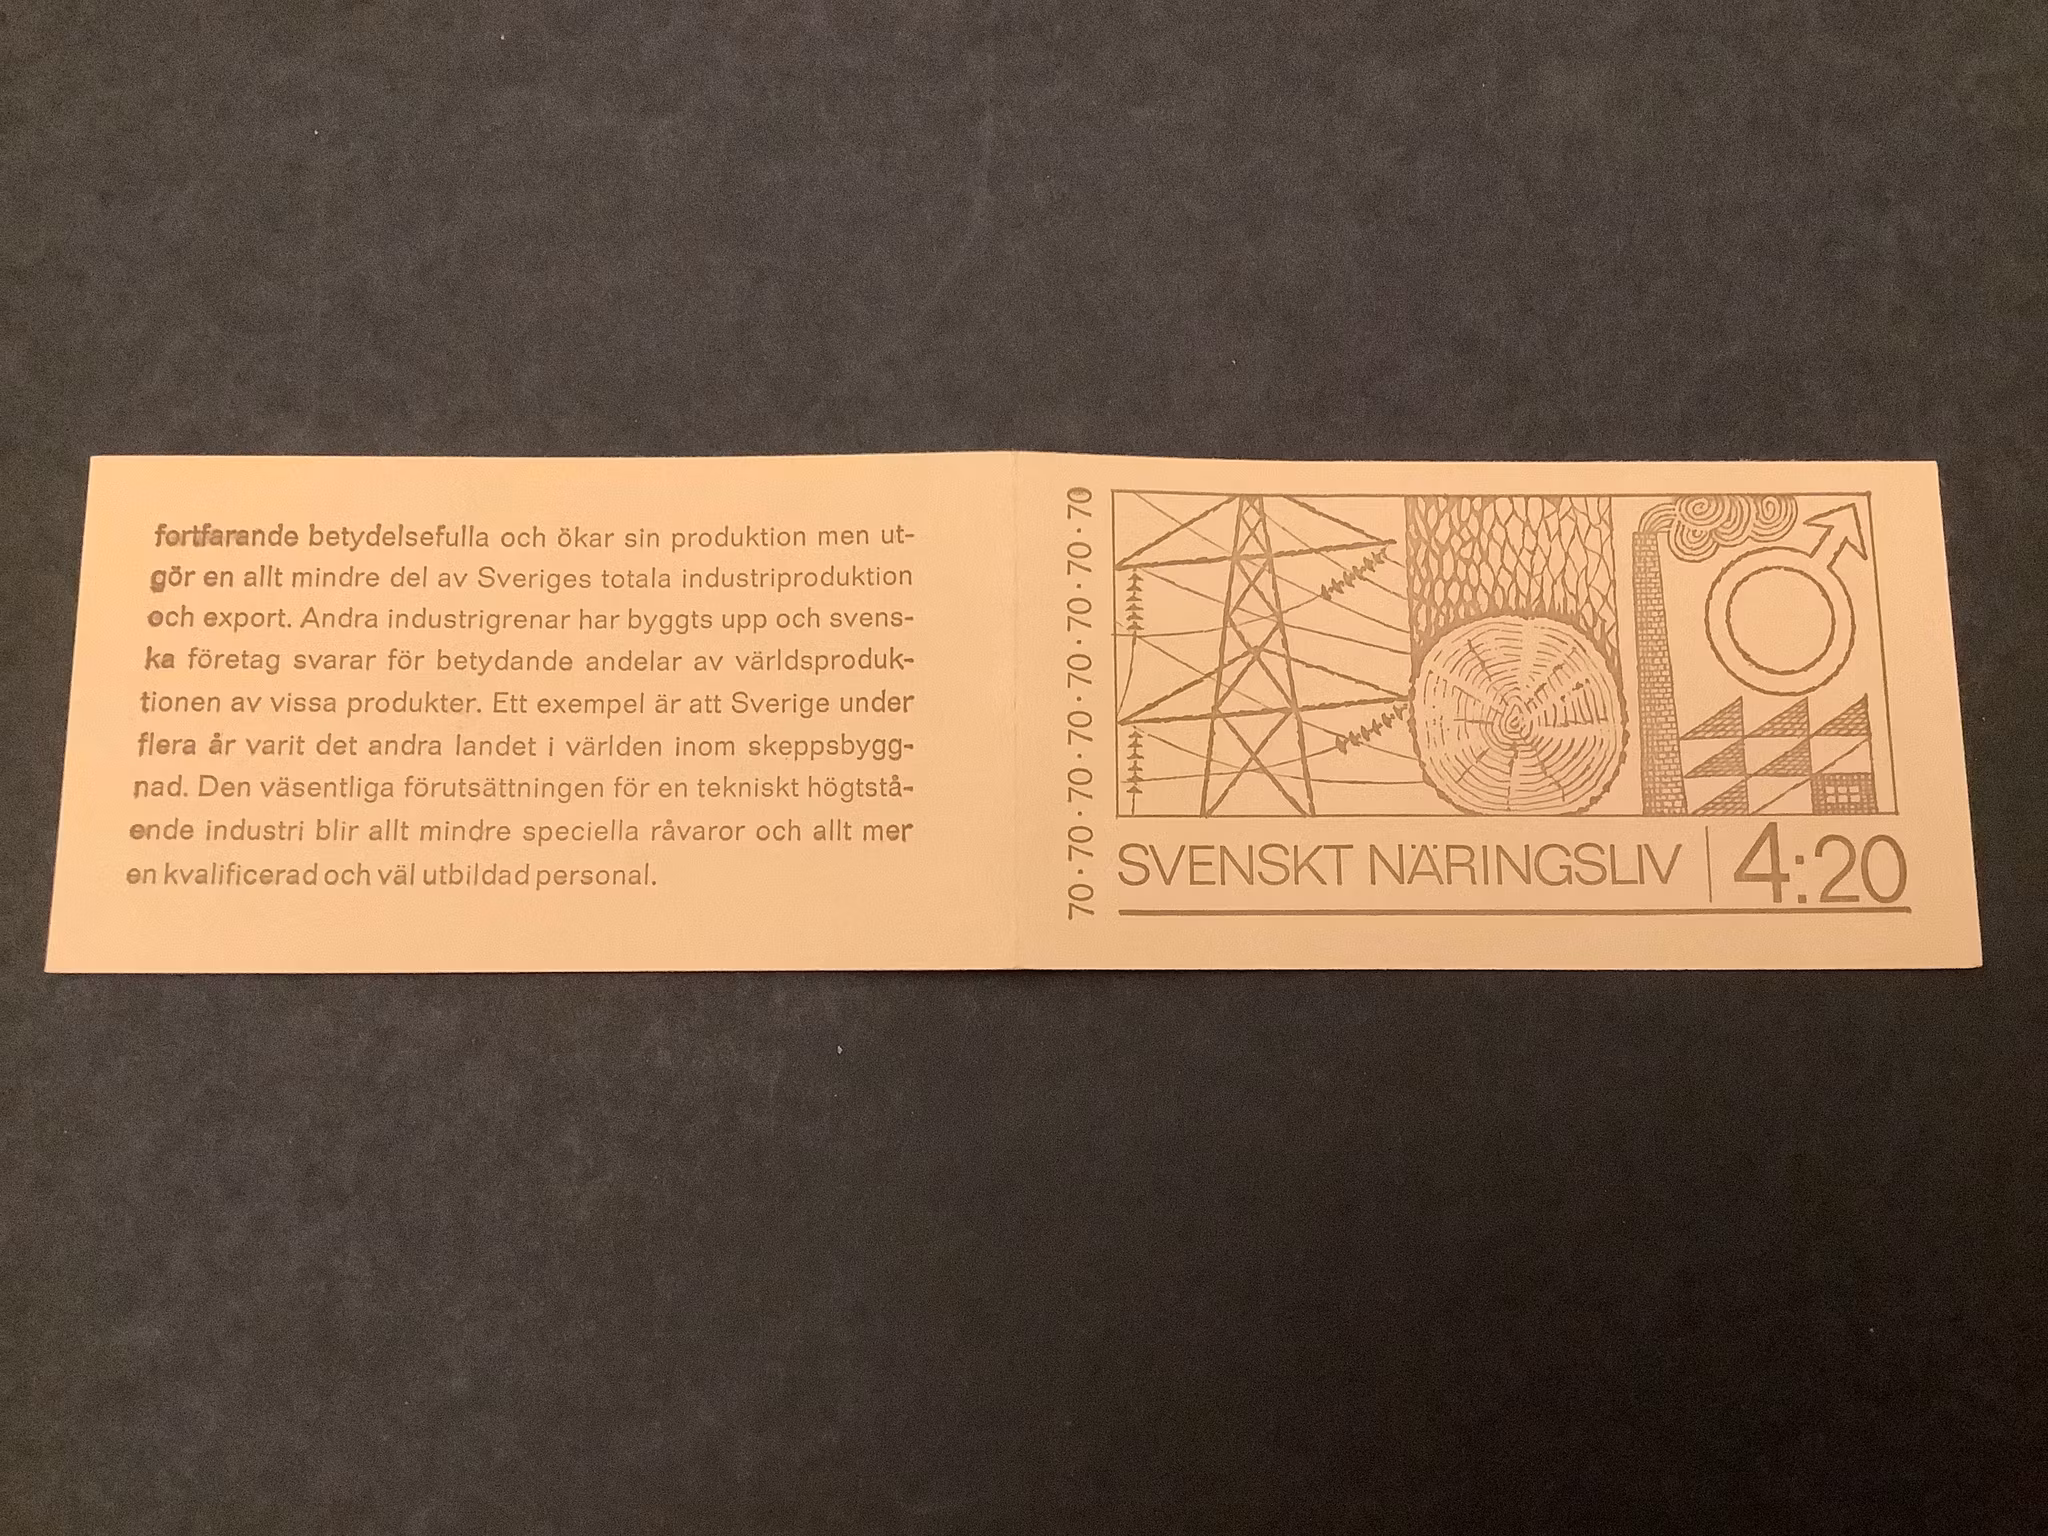 fortfarande betydelsefulla och ökar sin produktion men ut-
gör en allt mindre del av Sveriges totala industriproduktion
och export. Andra industrigrenar har byggts upp och svens-
ka företag svarar för betydande andelar av världsproduk-
tionen av vissa produkter. Ett exempel är att Sverige under
flera år varit det andra landet i världen inom skeppsbygg-
nad. Den väsentliga förutsättningen för en tekniskt högtstå-
ende industri blir allt mindre speciella råvaror och allt mer
en kvalificerad och väl utbildad personal.
70·70·70·70·70·70·70·70
SVENSKT NÄRINGSLIV 4:20